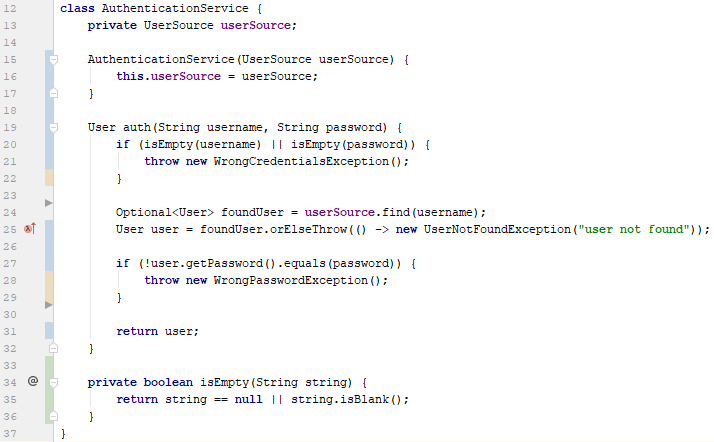 12 class AuthenticationService {
13     private UserSource userSource;
14
15     AuthenticationService(UserSource userSource) {
16         this.userSource = userSource;
17     }
18
19     User auth(String username, String password) {
20         if (isEmpty(username) || isEmpty(password)) {
21             throw new WrongCredentialsException();
22         }
23
24         Optional<User> foundUser = userSource.find(username);
25         User user = foundUser.orElseThrow(() -> new UserNotFoundException("user not found"));
26
27         if (!user.getPassword().equals(password)) {
28             throw new WrongPasswordException();
29         }
30
31         return user;
32     }
33
34 @   private boolean isEmpty(String string) {
35         return string == null || string.isBlank();
36     }
37 }